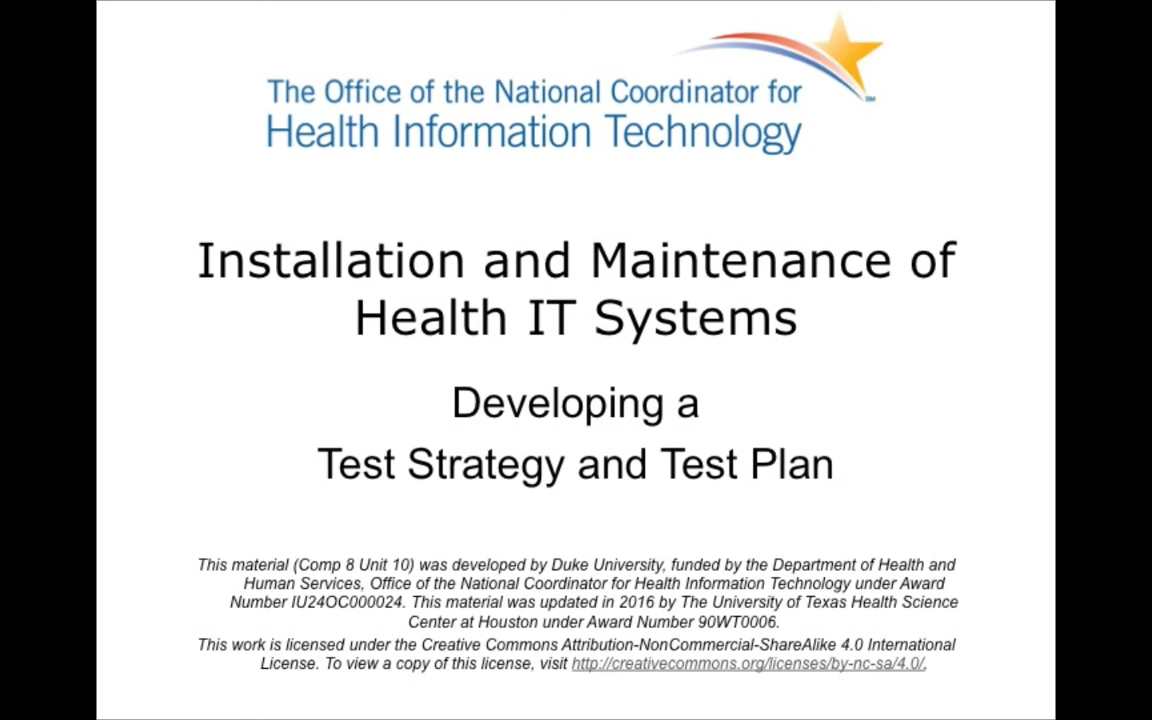 The Office of the National Coordinator for
Health Information Technology
SM
Installation and Maintenance of
Health IT Systems
Developing a
Test Strategy and Test Plan
This material (Comp 8 Unit 10) was developed by Duke University, funded by the Department of Health and
Human Services, Office of the National Coordinator for Health Information Technology under Award
Number IU24OC000024. This material was updated in 2016 by The University of Texas Health Science
Center at Houston under Award Number 90WT0006.
This work is licensed under the Creative Commons Attribution-NonCommercial-ShareAlike 4.0 International
License. To view a copy of this license, visit http://creativecommons.org/licenses/by-nc-sa/4.0/.